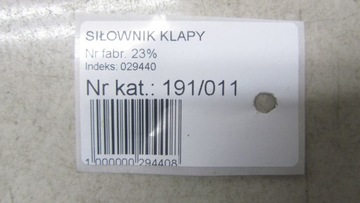 SIŁOWNIK KLAPY
Nr fabr. 23%
Indeks: 029440
Nr kat.: 191/011
1 000000 294408